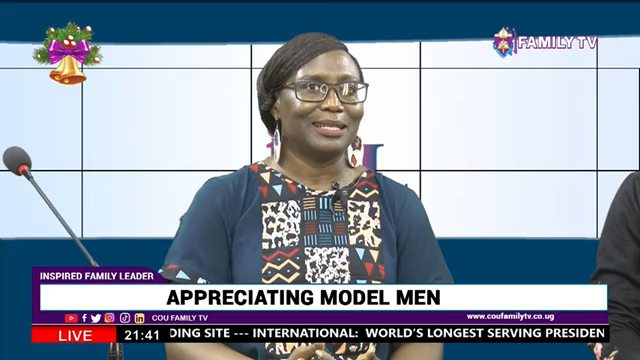 FAMILY TV
INSPIRED FAMILY LEADER
APPRECIATING MODEL MEN
COU FAMILY TV
www.coufamilytv.co.ug
LIVE
21:41
DING SITE --- INTERNATIONAL: WORLD'S LONGEST SERVING PRESIDEN